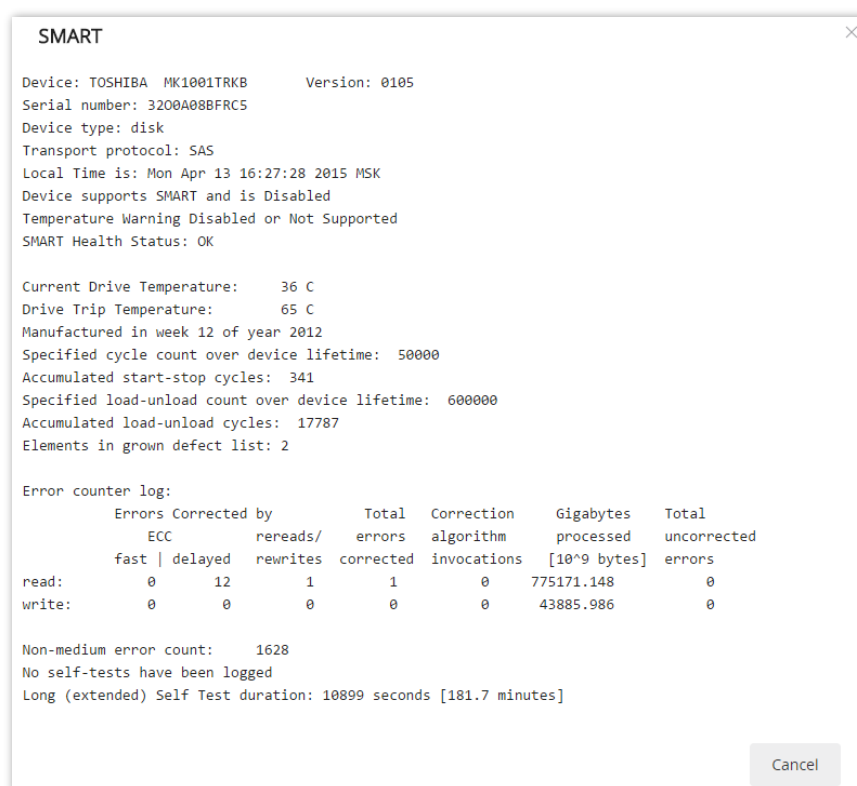 SMART
Device: TOSHIBA  MK1001TRKB       Version: 0105
Serial number: 32O0A08BFRC5
Device type: disk
Transport protocol: SAS
Local Time is: Mon Apr 13 16:27:28 2015 MSK
Device supports SMART and is Disabled
Temperature Warning Disabled or Not Supported
SMART Health Status: OK
Current Drive Temperature:     36 C
Drive Trip Temperature:        65 C
Manufactured in week 12 of year 2012
Specified cycle count over device lifetime:  50000
Accumulated start-stop cycles:  341
Specified load-unload count over device lifetime:  600000
Accumulated load-unload cycles:  17787
Elements in grown defect list: 2
Error counter log:
           Errors Corrected by           Total   Correction     Gigabytes    Total
               ECC          rereads/    errors   algorithm      processed    uncorrected
           fast | delayed   rewrites  corrected  invocations   [10^9 bytes]  errors
read:          0       12         1         1          0     775171.148           0
write:         0        0         0         0          0      43885.986           0
Non-medium error count:     1628
No self-tests have been logged
Long (extended) Self Test duration: 10899 seconds [181.7 minutes]
Cancel